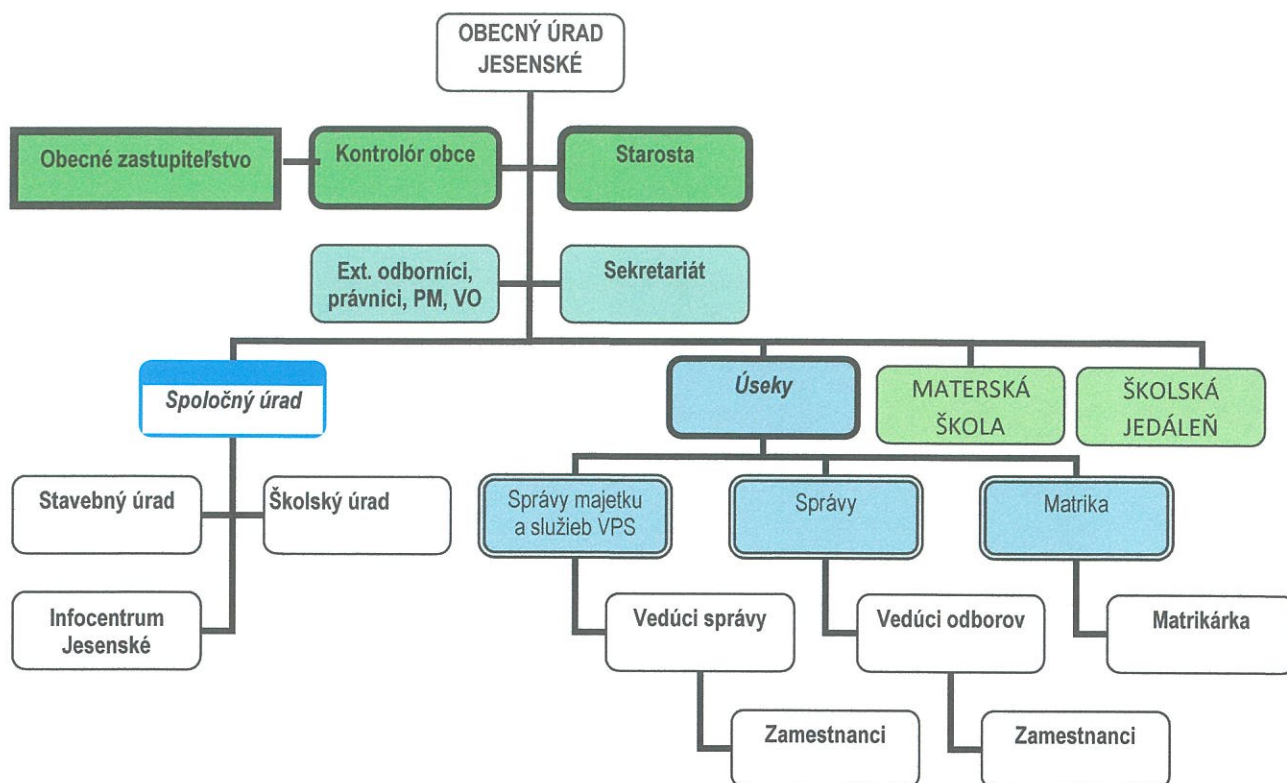 OBECNÝ ÚRAD
JESENSKÉ
Obecné zastupiteľstvo
Kontrolór obce
Starosta
Ext. odborníci,
právnici, PM, VO
Sekretariát
Spoločný úrad
Úseky
MATERSKÁ
ŠKOLA
ŠKOLSKÁ
JEDÁLEŇ
Stavebný úrad
Školský úrad
Správy majetku
a služieb VPS
Správy
Matrika
Infocentrum
Jesenské
Vedúci správy
Vedúci odborov
Matrikárka
Zamestnanci
Zamestnanci